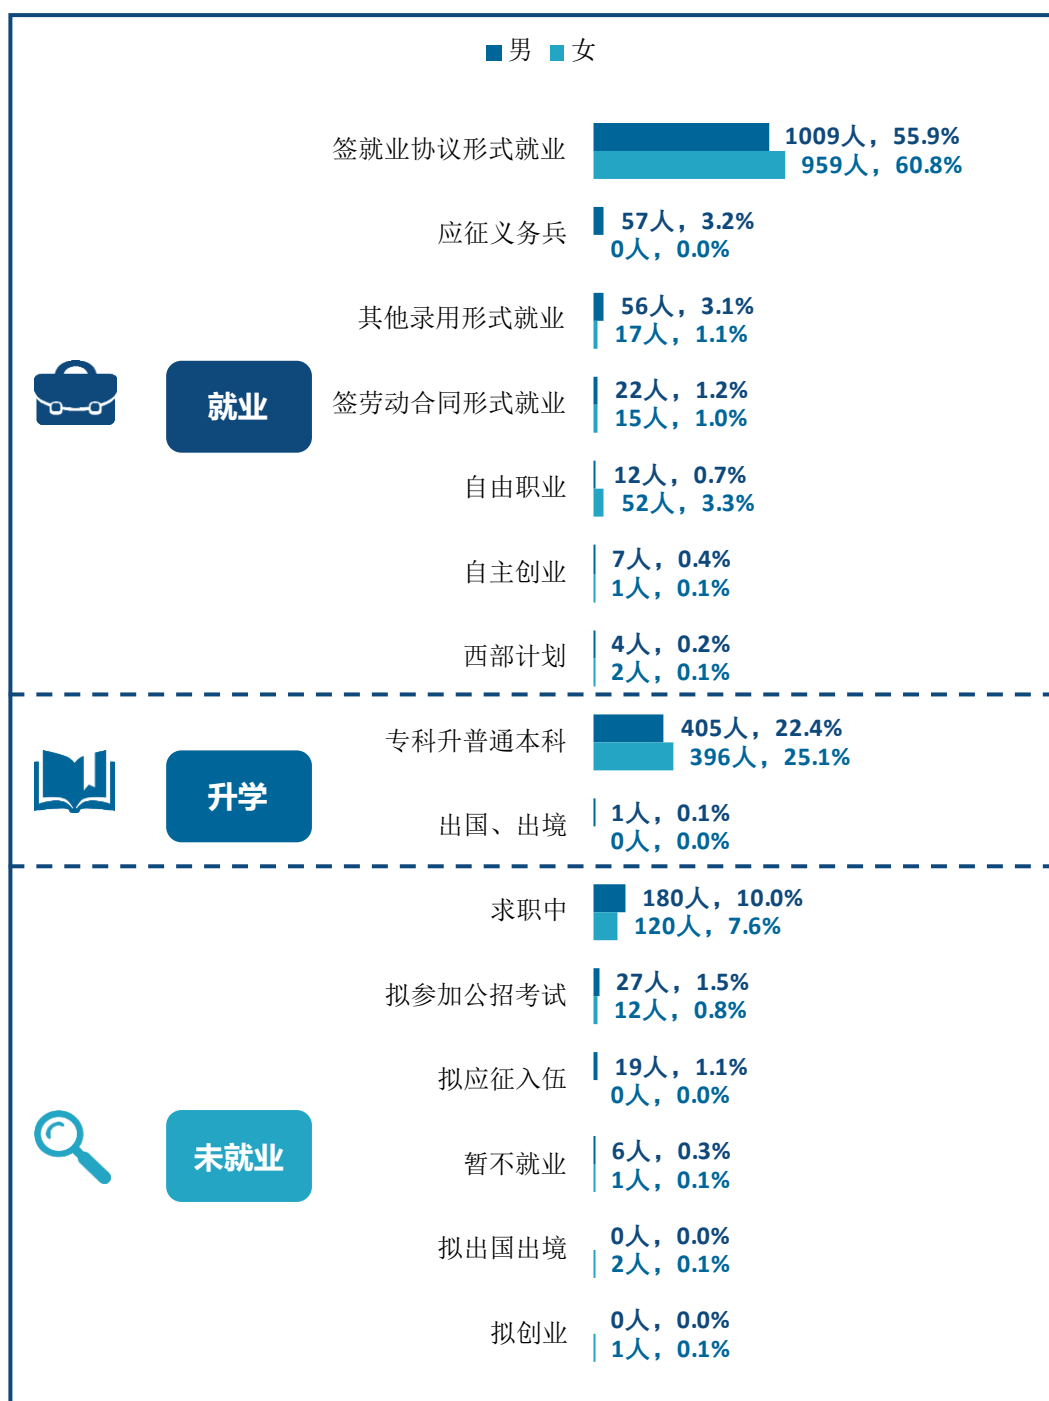 男 女
签就业协议形式就业
1009人，55.9%
959人，60.8%
应征义务兵
57人，3.2%
0人，0.0%
其他录用形式就业
56人，3.1%
17人，1.1%
就业
签劳动合同形式就业
22人，1.2%
15人，1.0%
自由职业
12人，0.7%
52人，3.3%
自主创业
7人，0.4%
1人，0.1%
西部计划
4人，0.2%
2人，0.1%
专科升普通本科
405人，22.4%
396人，25.1%
升学
出国、出境
1人，0.1%
0人，0.0%
求职中
180人，10.0%
120人，7.6%
拟参加公招考试
27人，1.5%
12人，0.8%
拟应征入伍
19人，1.1%
0人，0.0%
未就业
暂不就业
6人，0.3%
1人，0.1%
拟出国出境
0人，0.0%
2人，0.1%
拟创业
0人，0.0%
1人，0.1%